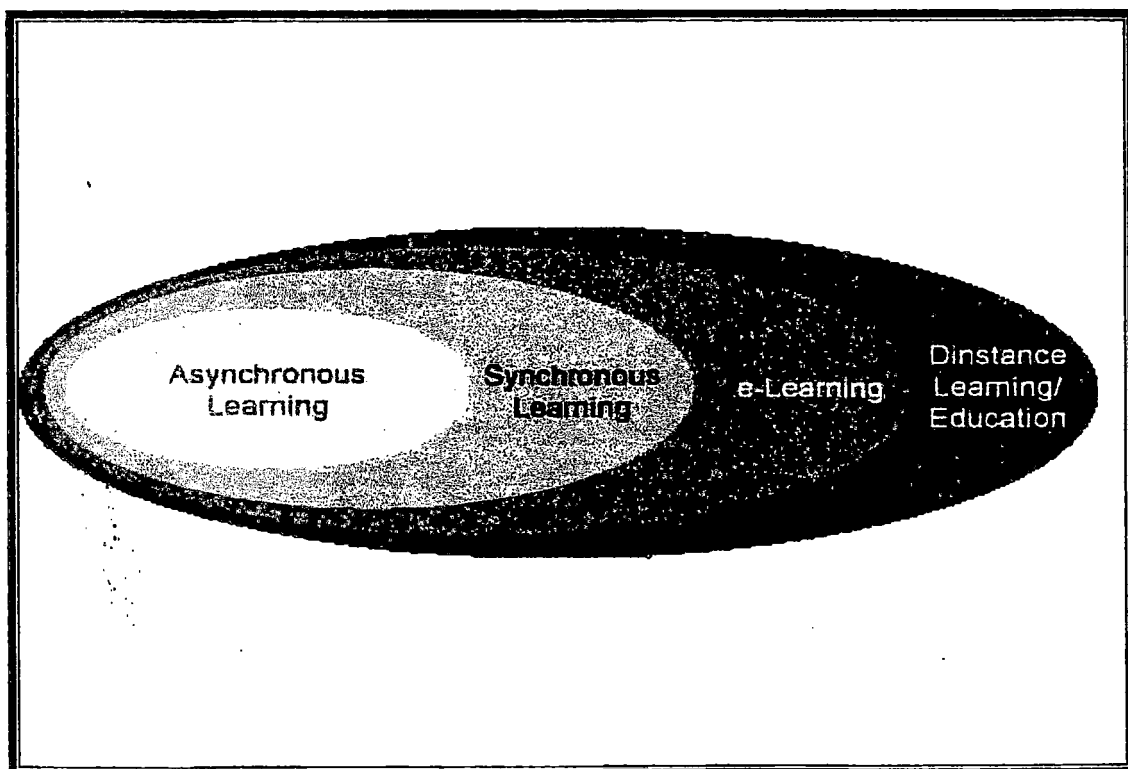 Asynchronous
Learning
Synchronous
Learning
e-Learning
Dinstance
Learning/
Education